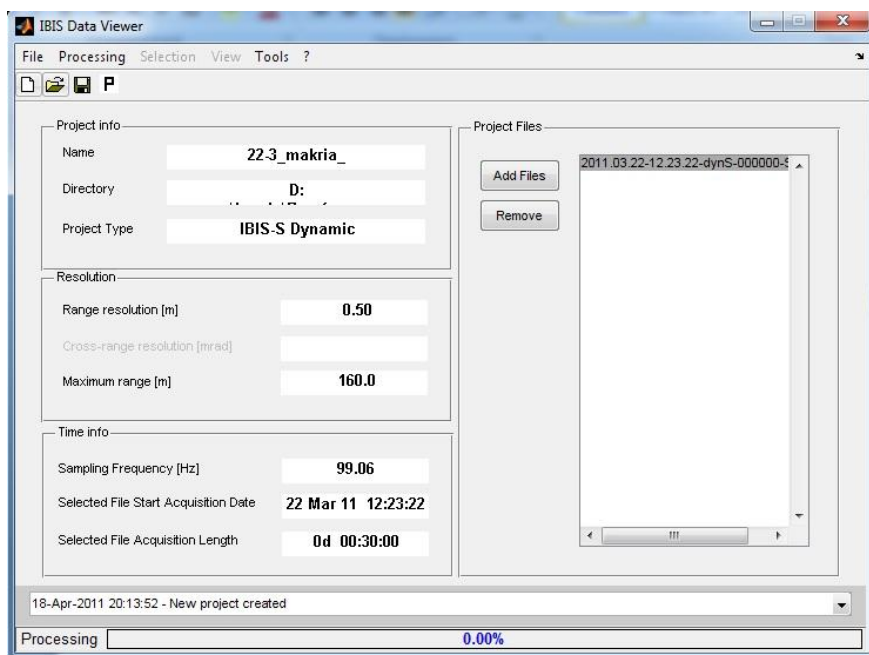 IBIS Data Viewer
File Processing Selection View Tools ?
P
Project info
Name 22-3_makria_
Directory D:
Project Type IBIS-S Dynamic
Resolution
Range resolution [m] 0.50
Cross-range resolution [mrad]
Maximum range [m] 160.0
Time info
Sampling Frequency [Hz] 99.06
Selected File Start Acquisition Date 22 Mar 11 12:23:22
Selected File Acquisition Length 0d 00:30:00
Project Files
Add Files
Remove
2011.03.22-12.23.22-dynS-000000-S
18-Apr-2011 20:13:52 - New project created
Processing 0.00%